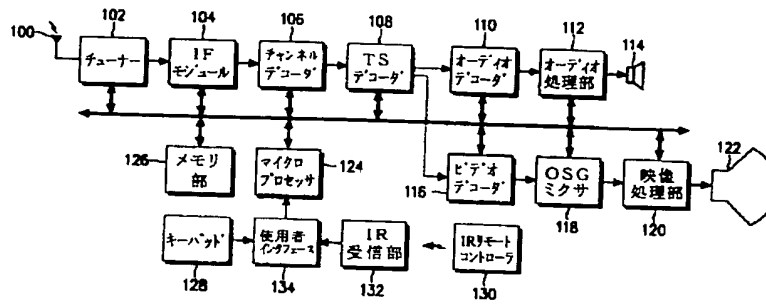 100
102
104
106
108
110
112
114
チューナー
IF
モジュール
チャンネル
デコーダ
TS
デコーダ
オーディオ
デコーダ
オーディオ
処理部
126
メモリ部
マイクロ
プロセッサ
124
116
ビデオ
デコーダ
OSG
ミクサ
118
映像
処理部
120
122
キーパッド
128
使用者
インタフェース
134
IR
受信部
132
IRリモート
コントローラ
130